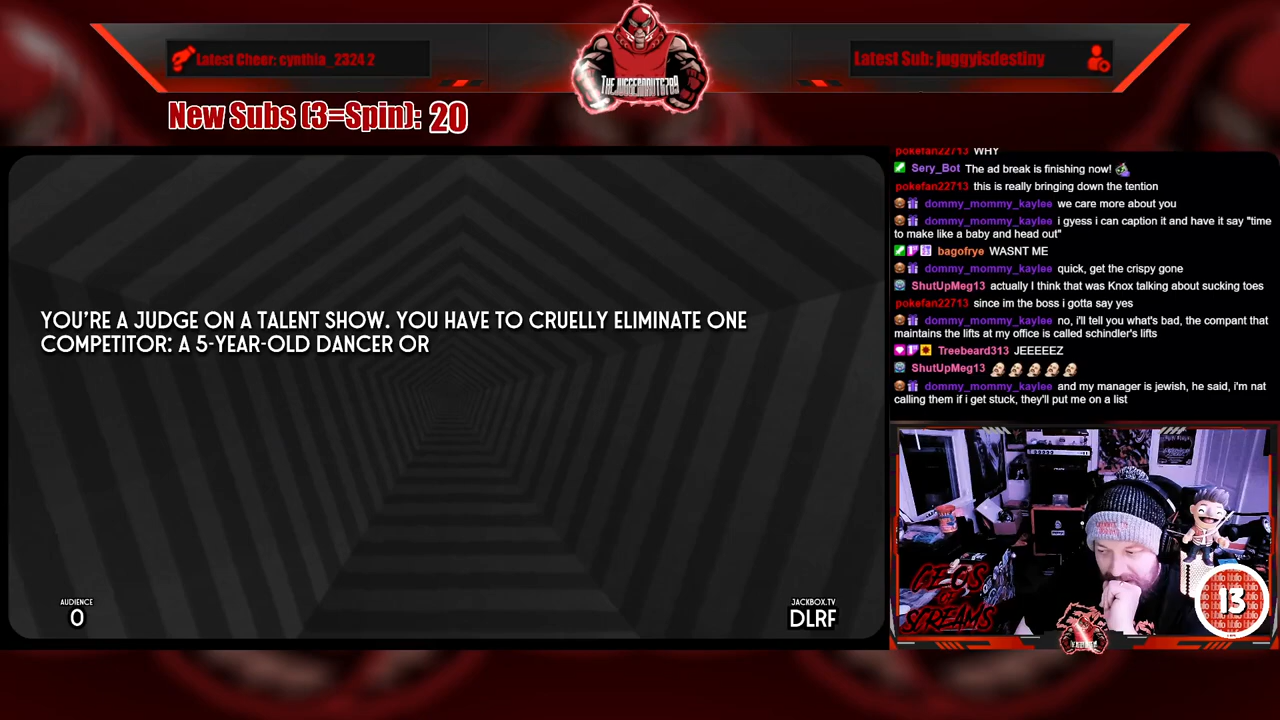 Latest Cheer: cynthia_2324 2
THEJUGGERNAUT6789
Latest Sub: juggyisdestiny
New Subs (3=Spin): 20
YOU'RE A JUDGE ON A TALENT SHOW. YOU HAVE TO CRUELLY ELIMINATE ONE
COMPETITOR: A 5-YEAR-OLD DANCER OR
AUDIENCE
0
JACKBOX.TV
DLRF
pokefan22713 WHY
Sery_Bot The ad break is finishing now!
pokefan22713 this is really bringing down the tention
dommy_mommy_kaylee we care more about you
dommy_mommy_kaylee i gyess i can caption it and have it say "time
to make like a baby and head out"
bagofrye WASNT ME
dommy_mommy_kaylee quick, get the crispy gone
ShutUpMeg13 actually I think that was Knox talking about sucking toes
pokefan22713 since im the boss i gotta say yes
dommy_mommy_kaylee no, i'll tell you what's bad, the compant that
maintains the lifts at my office is called schindler's lifts
Treebeard313 JEEEEEZ
ShutUpMeg13
dommy_mommy_kaylee and my manager is jewish, he said, i'm nat
calling them if i get stuck, they'll put me on a list
SCREAMS
13